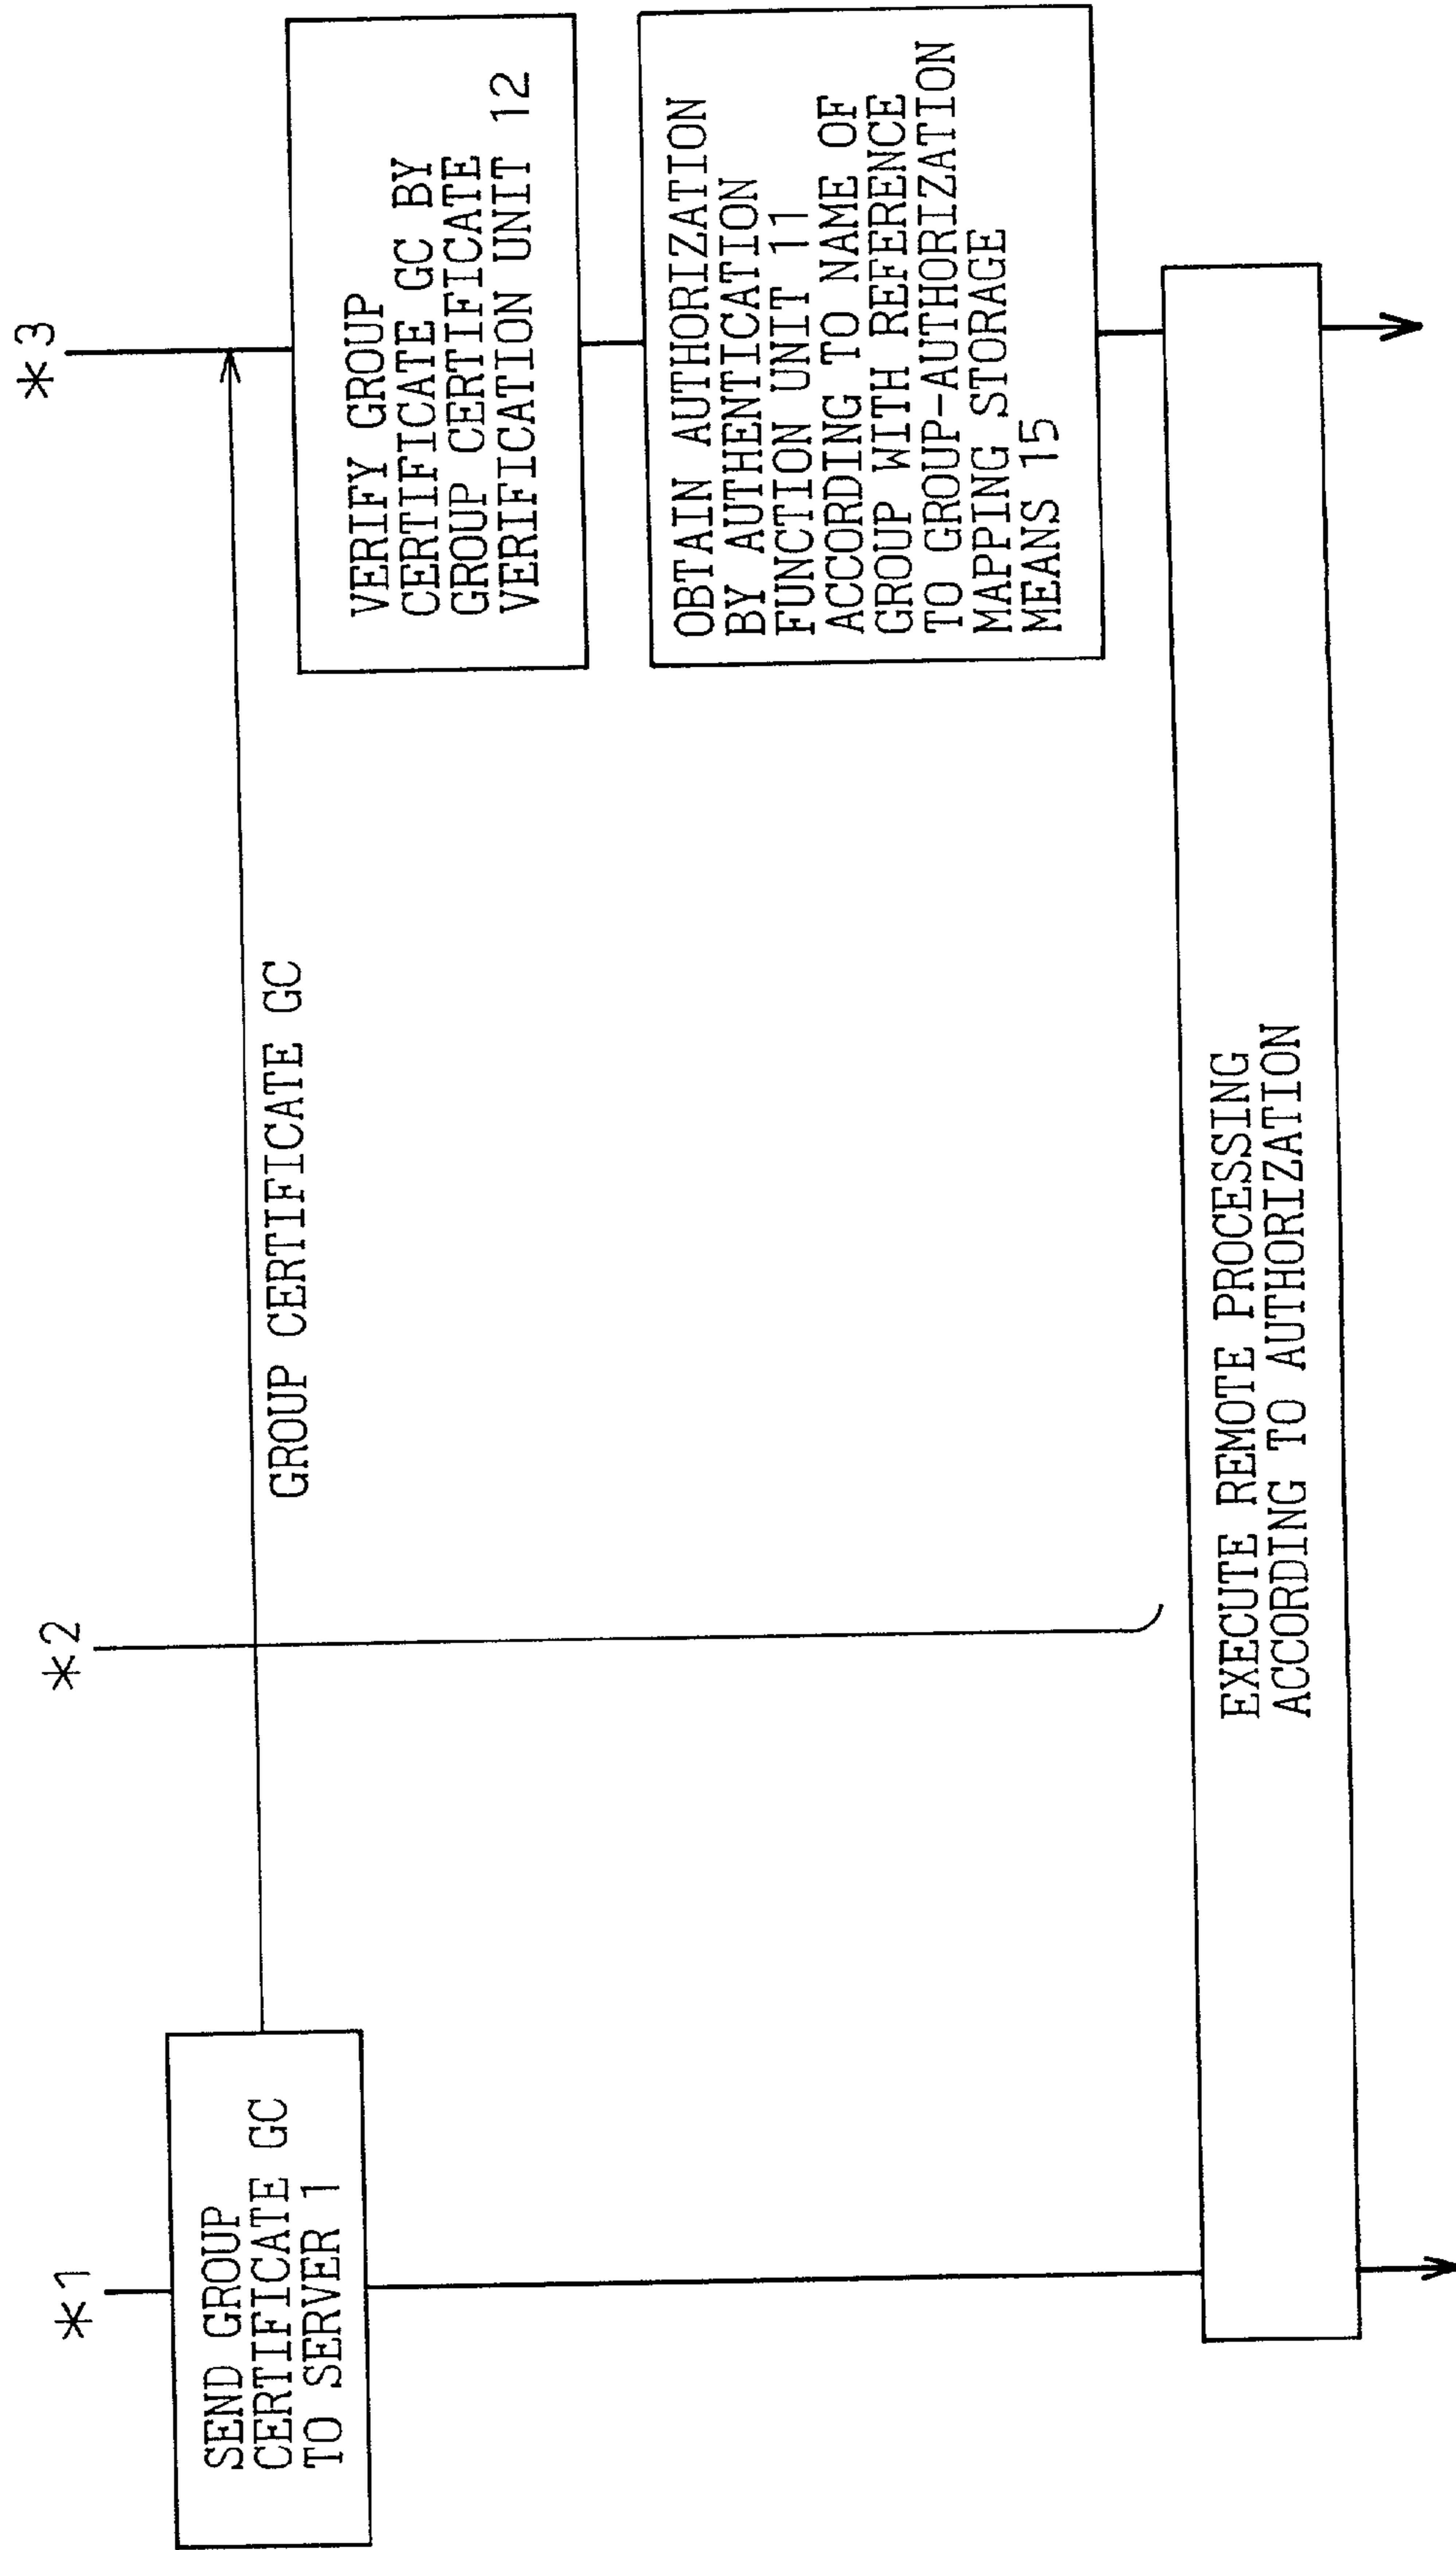 *1
*2
*3
SEND GROUP
CERTIFICATE GC
TO SERVER 1
GROUP CERTIFICATE GC
VERIFY GROUP
CERTIFICATE GC BY
GROUP CERTIFICATE
VERIFICATION UNIT 12
OBTAIN AUTHORIZATION
BY AUTHENTICATION
FUNCTION UNIT 11
ACCORDING TO NAME OF
GROUP WITH REFERENCE
TO GROUP-AUTHORIZATION
MAPPING STORAGE
MEANS 15
EXECUTE REMOTE PROCESSING
ACCORDING TO AUTHORIZATION